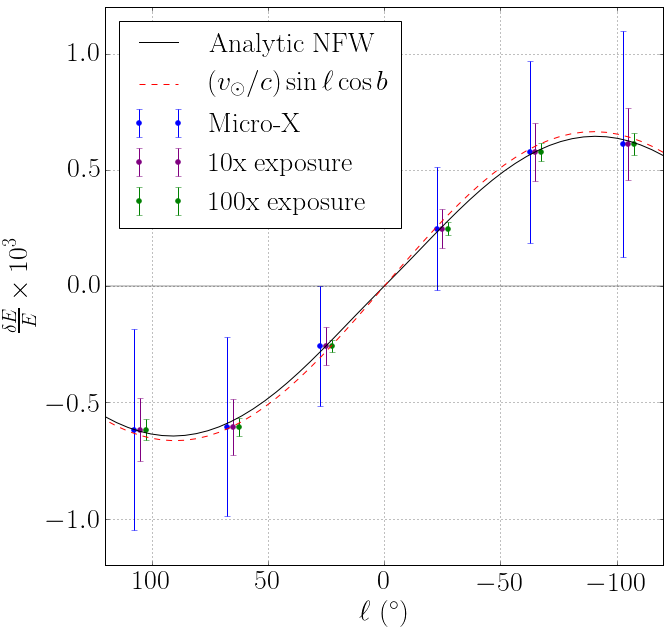 Analytic NFW
(v☉/c) sin ℓ cos b
Micro-X
10x exposure
100x exposure
δE/E × 10³
1.0
0.5
0.0
−0.5
−1.0
100 50 0 −50 −100
ℓ (°)